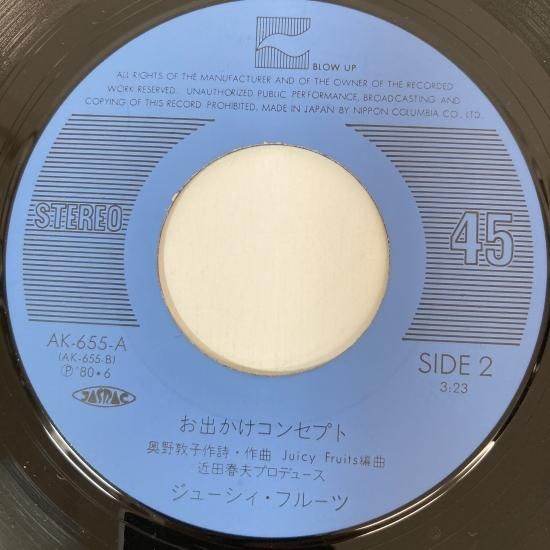 BLOW UP
ALL RIGHTS OF THE MANUFACTURER AND OF THE OWNER OF THE RECORDED
WORK RESERVED. UNAUTHORIZED PUBLIC PERFORMANCE, BROADCASTING AND
COPYING OF THIS RECORD PROHIBITED. MADE IN JAPAN BY NIPPON COLUMBIA CO., LTD.
STEREO
45
AK-655-A
(AK-655-B)
Ⓟ '80・6
JASRAC
SIDE 2
3:23
お出かけコンセプト
奥野敦子作詩・作曲 Juicy Fruits編曲
近田春夫プロデュース
ジューシィ・フルーツ